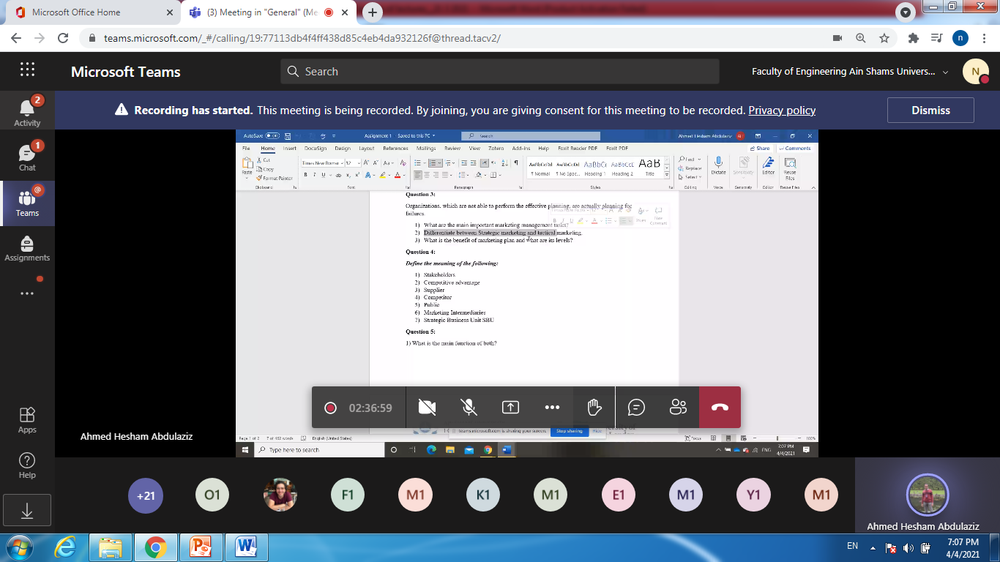 Microsoft Office Home
(3) Meeting in "General" (Me
teams.microsoft.com/_#/calling/19:77113db4f4ff438d85c4eb4da932126f@thread.tacv2/
n
Microsoft Teams
Search
Faculty of Engineering Ain Shams Univers...
N
Recording has started. This meeting is being recorded. By joining, you are giving consent for this meeting to be recorded. Privacy policy
Dismiss
2
Activity
1
Chat
@
Teams
Assignments
Apps
Help
AutoSave Off
Assignment 1 - Saved to this PC
Search
Ahmed Hesham Abdulaziz
AH
File Home Insert DocuSign Design Layout References Mailings Review View Zotero Add-ins Help Foxit Reader PDF Foxit PDF
Share Comments
Paste
Cut
Copy
Format Painter
Times New Roman 12
AaBbCcDd AaBbCcDd AaBbC AaBbCcD AaB
Normal No Spac... Heading 1 Heading 2 Title
Find
Replace
Select
Dictate
Sensitivity
Editor
Reuse Files
Clipboard Font Paragraph Styles Editing Voice Sensitivity Editor Reuse Files
Question 3:
Organizations, which are not able to perform the effective planning, are actually planning for
failures.
1) What are the main important marketing management tasks?
2) Differentiate between Strategic marketing and tactical marketing.
3) What is the benefit of marketing plan and what are its levels?
Styles
New Comment
Question 4:
Define the meaning of the following:
1) Stakeholders
2) Competitive advantage
3) Supplier
4) Competitor
5) Public
6) Marketing Intermediaries
7) Strategic Business Unit SBU
Question 5:
1) What is the main function of both?
02:36:59
teams.microsoft.com is sharing your screen.
Stop sharing
Hide
Page 1 of 2
English (United States)
Focus
100%
Type here to search
ENG
7:07 PM
4/4/2021
Ahmed Hesham Abdulaziz
+21
O1
F1
M1
K1
M1
E1
M1
Y1
M1
Ahmed Hesham Abdulaziz
EN
7:07 PM
4/4/2021